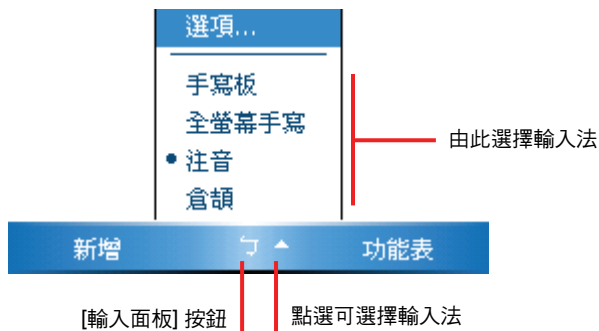 選項...
手寫板
全螢幕手寫
注音
倉頡
由此選擇輸入法
新增 ㄅ 功能表
[輸入面板] 按鈕
點選可選擇輸入法